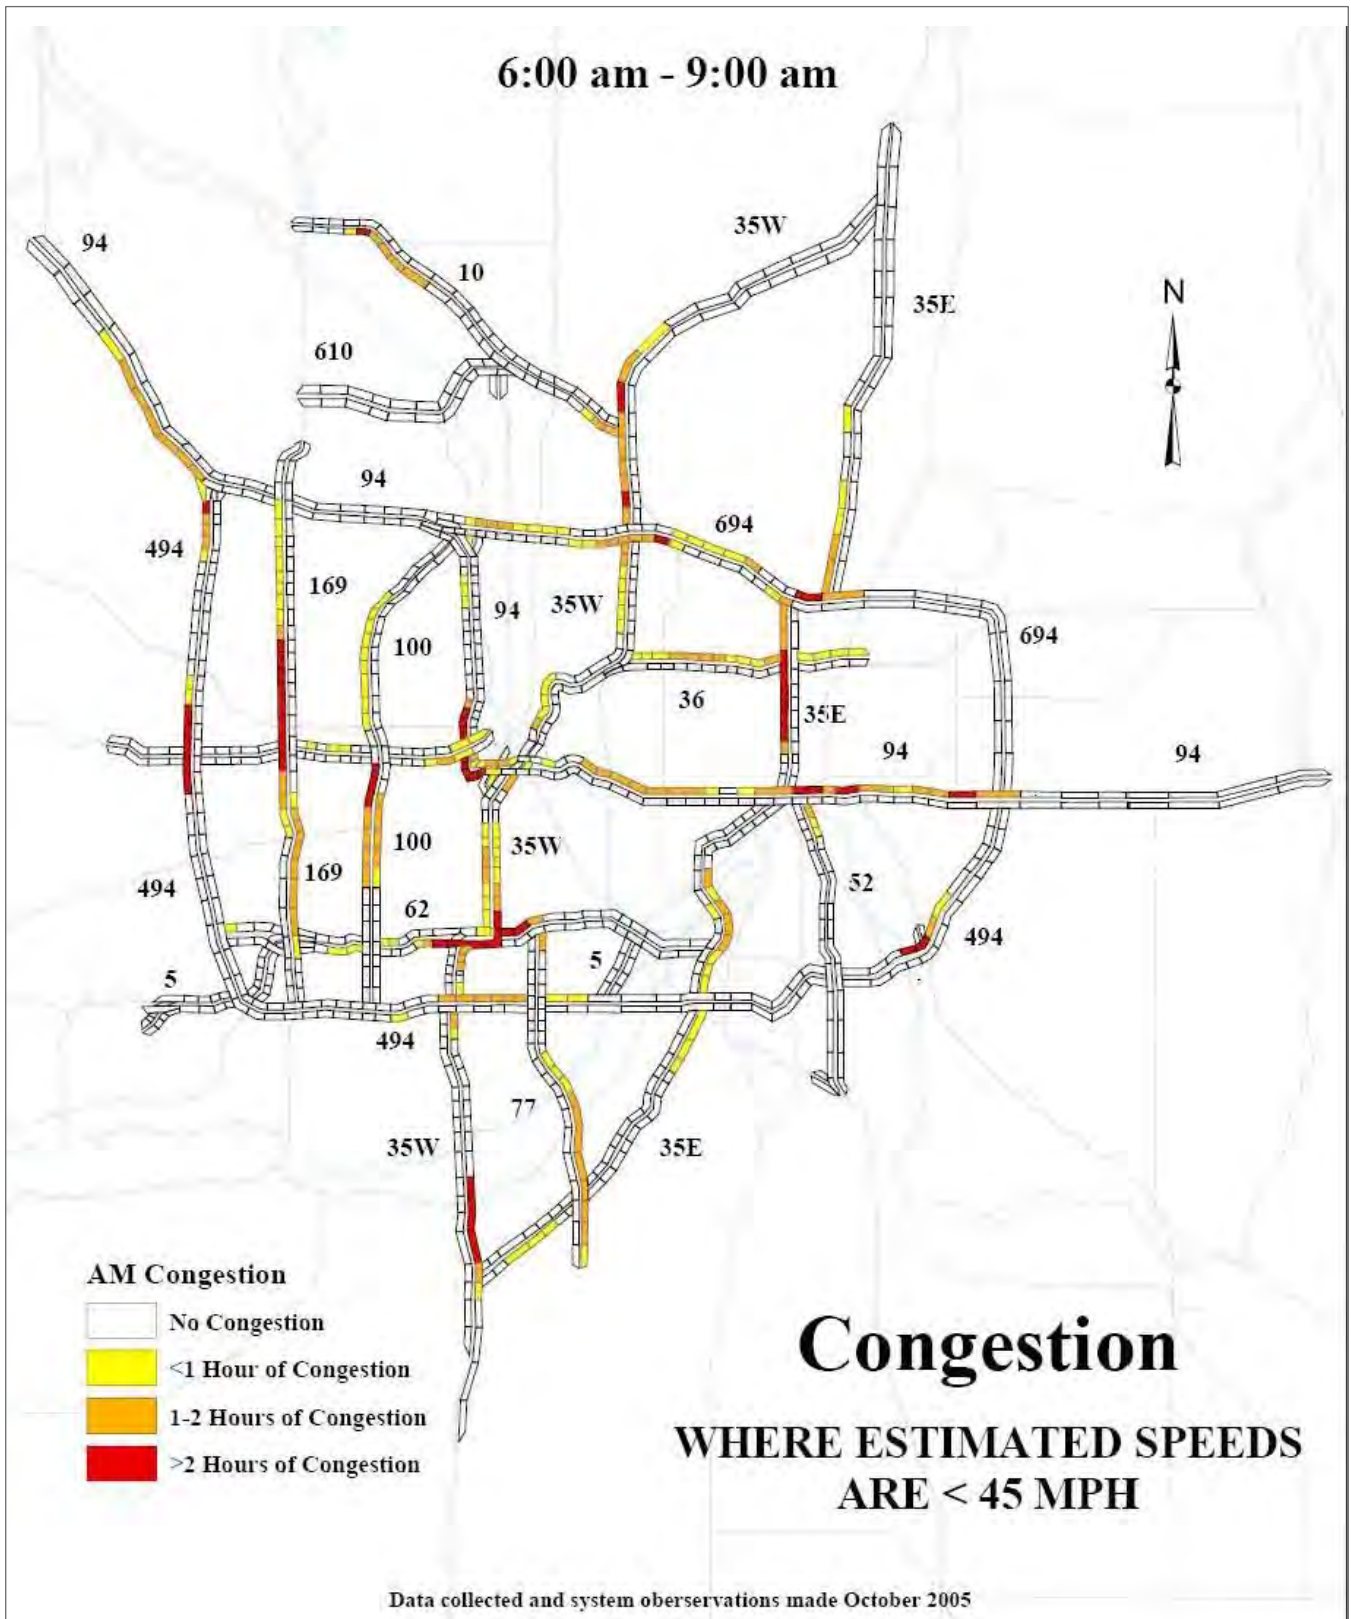 6:00 am - 9:00 am
94
35W
10
N
35E
610
94
694
494
169
94
35W
100
694
36
35E
94
94
100
35W
169
494
52
62
494
5
5
494
77
35W
35E
AM Congestion
No Congestion
<1 Hour of Congestion
1-2 Hours of Congestion
>2 Hours of Congestion
Congestion
WHERE ESTIMATED SPEEDS
ARE < 45 MPH
Data collected and system oberservations made October 2005